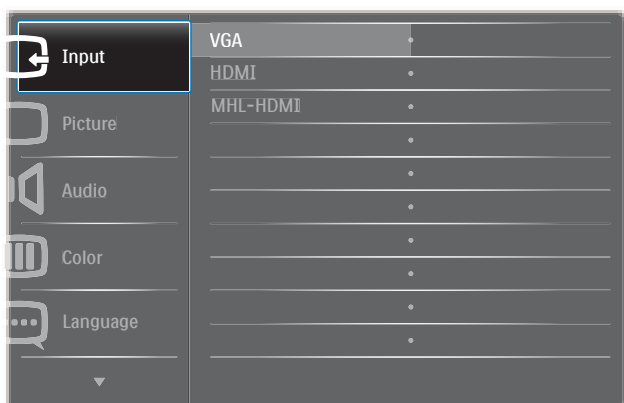 Input
Picture
Audio
Color
Language
VGA
HDMI
MHL-HDMI